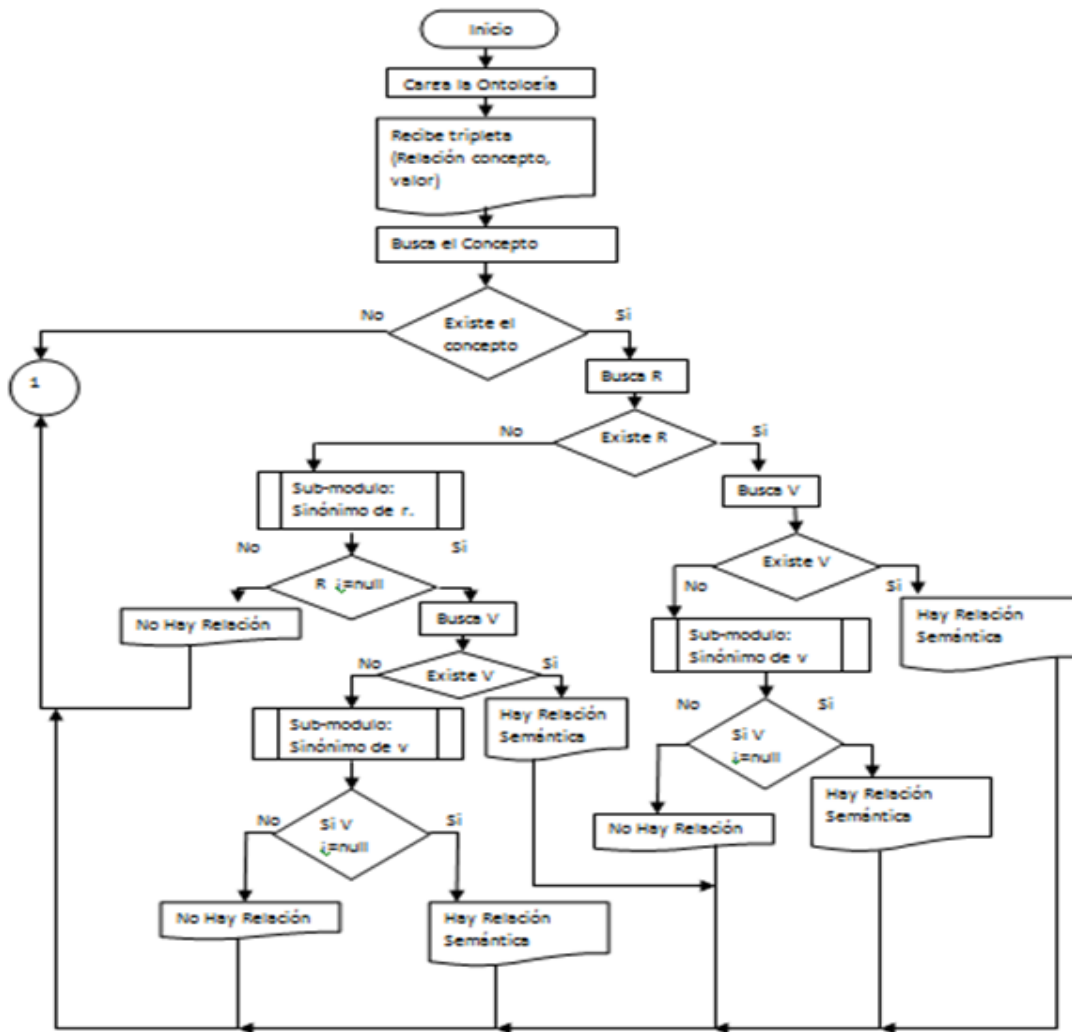 Inicio
Carga la Ontología
Recibe tripleta
(Relación concepto,
valor)
Busca el Concepto
No
Existe el
concepto
Si
1
Busca R
No
Existe R
Si
Sub-modulo:
Sinónimo de r.
Busca V
No
Si
R ¡=null
Existe V
No
Si
No Hay Relación
Busca V
Sub-modulo:
Sinónimo de v
Hay Relación
Semántica
No
Existe V
Si
Sub-modulo:
Sinónimo de v
Hay Relación
Semántica
No
Si V
¡=null
Si
No Hay Relación
Hay Relación
Semántica
No
Si V
¡=null
Si
No Hay Relación
Hay Relación
Semántica